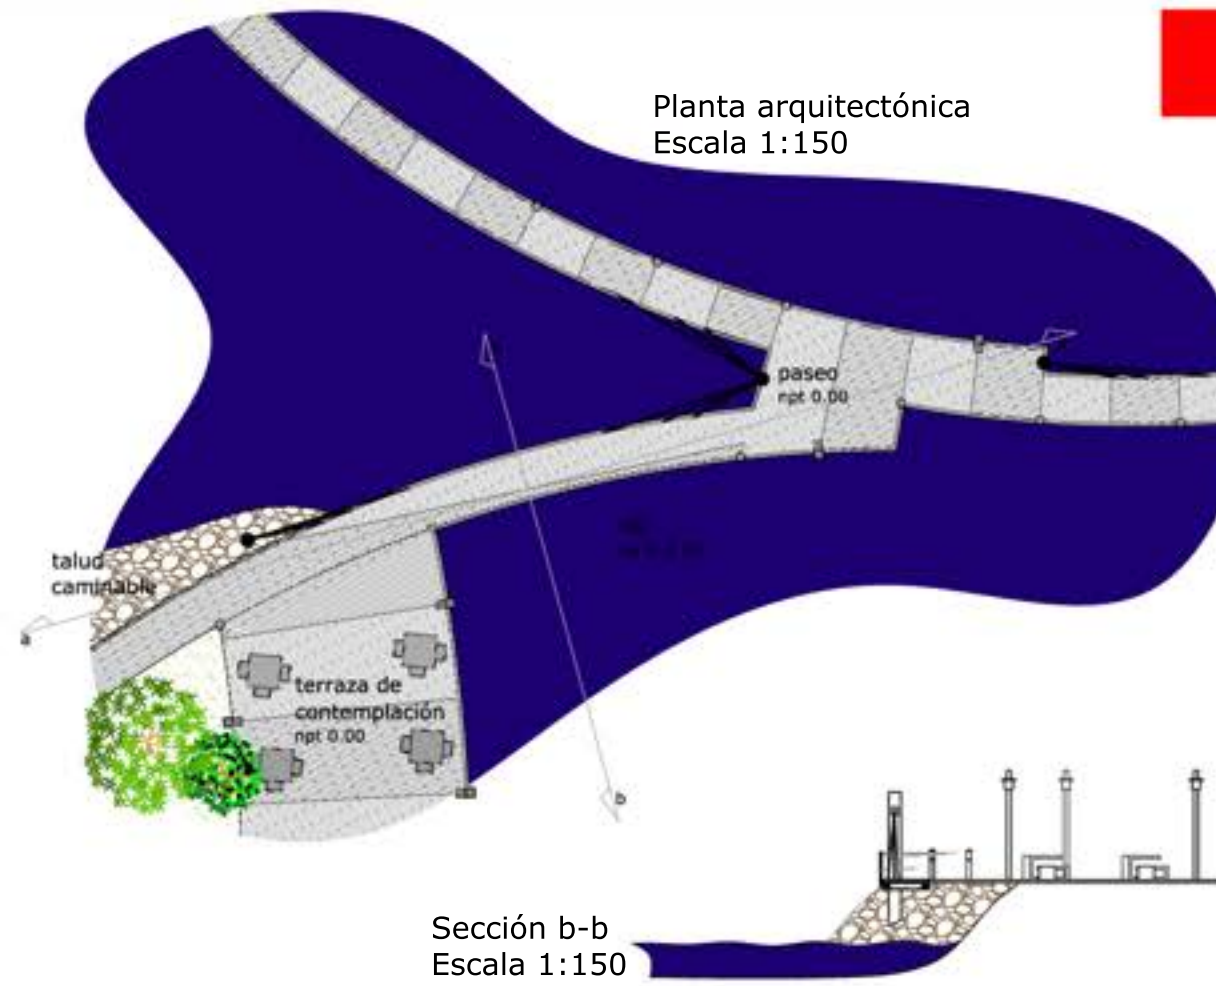 Planta arquitectónica
Escala 1:150
paseo
npt 0.00
talud
caminable
a
terraza de
contemplación
npt 0.00
b
Sección b-b
Escala 1:150